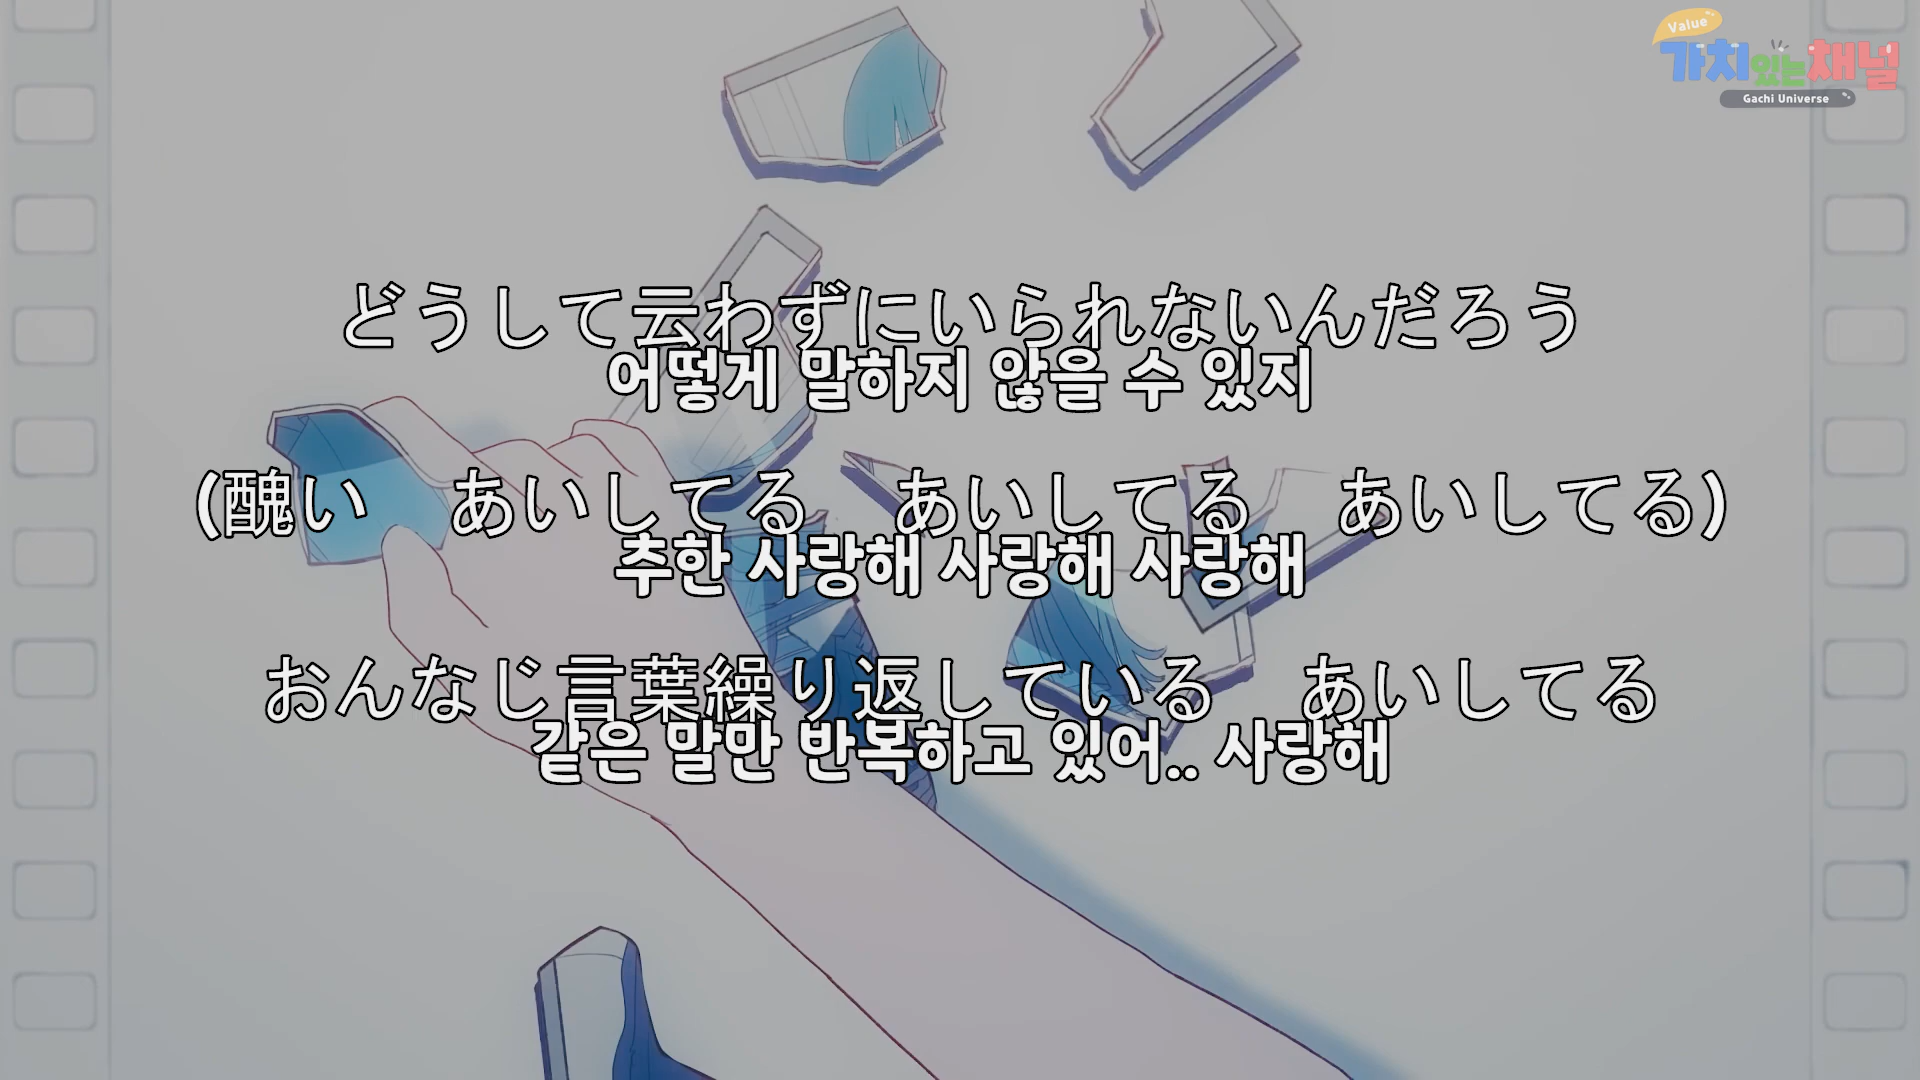 Value
가치있는채널
Gachi Universe
どうして云わずにいられないんだろう
어떻게 말하지 않을 수 있지
(醜い　あいしてる　あいしてる　あいしてる)
추한 사랑해 사랑해 사랑해
おんなじ言葉繰り返している　あいしてる
같은 말만 반복하고 있어.. 사랑해